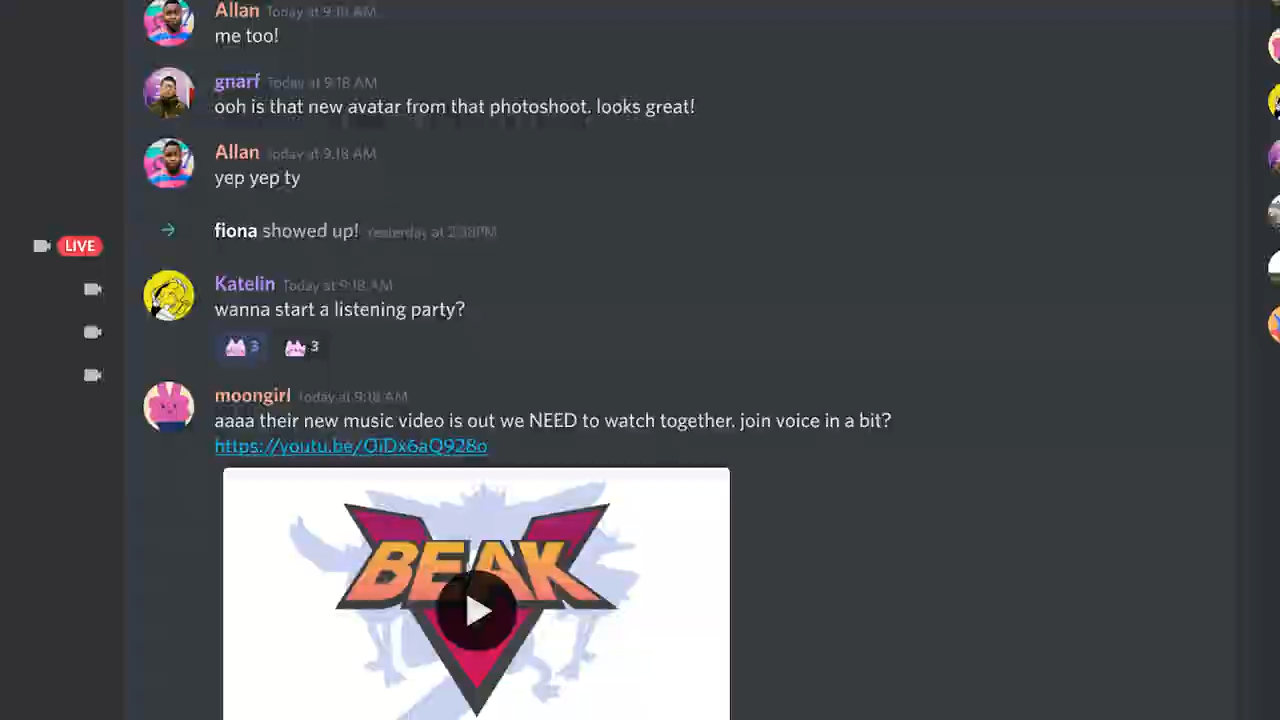 Allan Today at 9:18 AM
me too!
gnarf Today at 9:18 AM
ooh is that new avatar from that photoshoot. looks great!
Allan Today at 9:18 AM
yep yep ty
fiona showed up! Yesterday at 2:38PM
LIVE
Katelin Today at 9:18 AM
wanna start a listening party?
3 3
moongirl Today at 9:18 AM
aaaa their new music video is out we NEED to watch together. join voice in a bit?
https://youtu.be/OiDx6aQ928o
BEAK